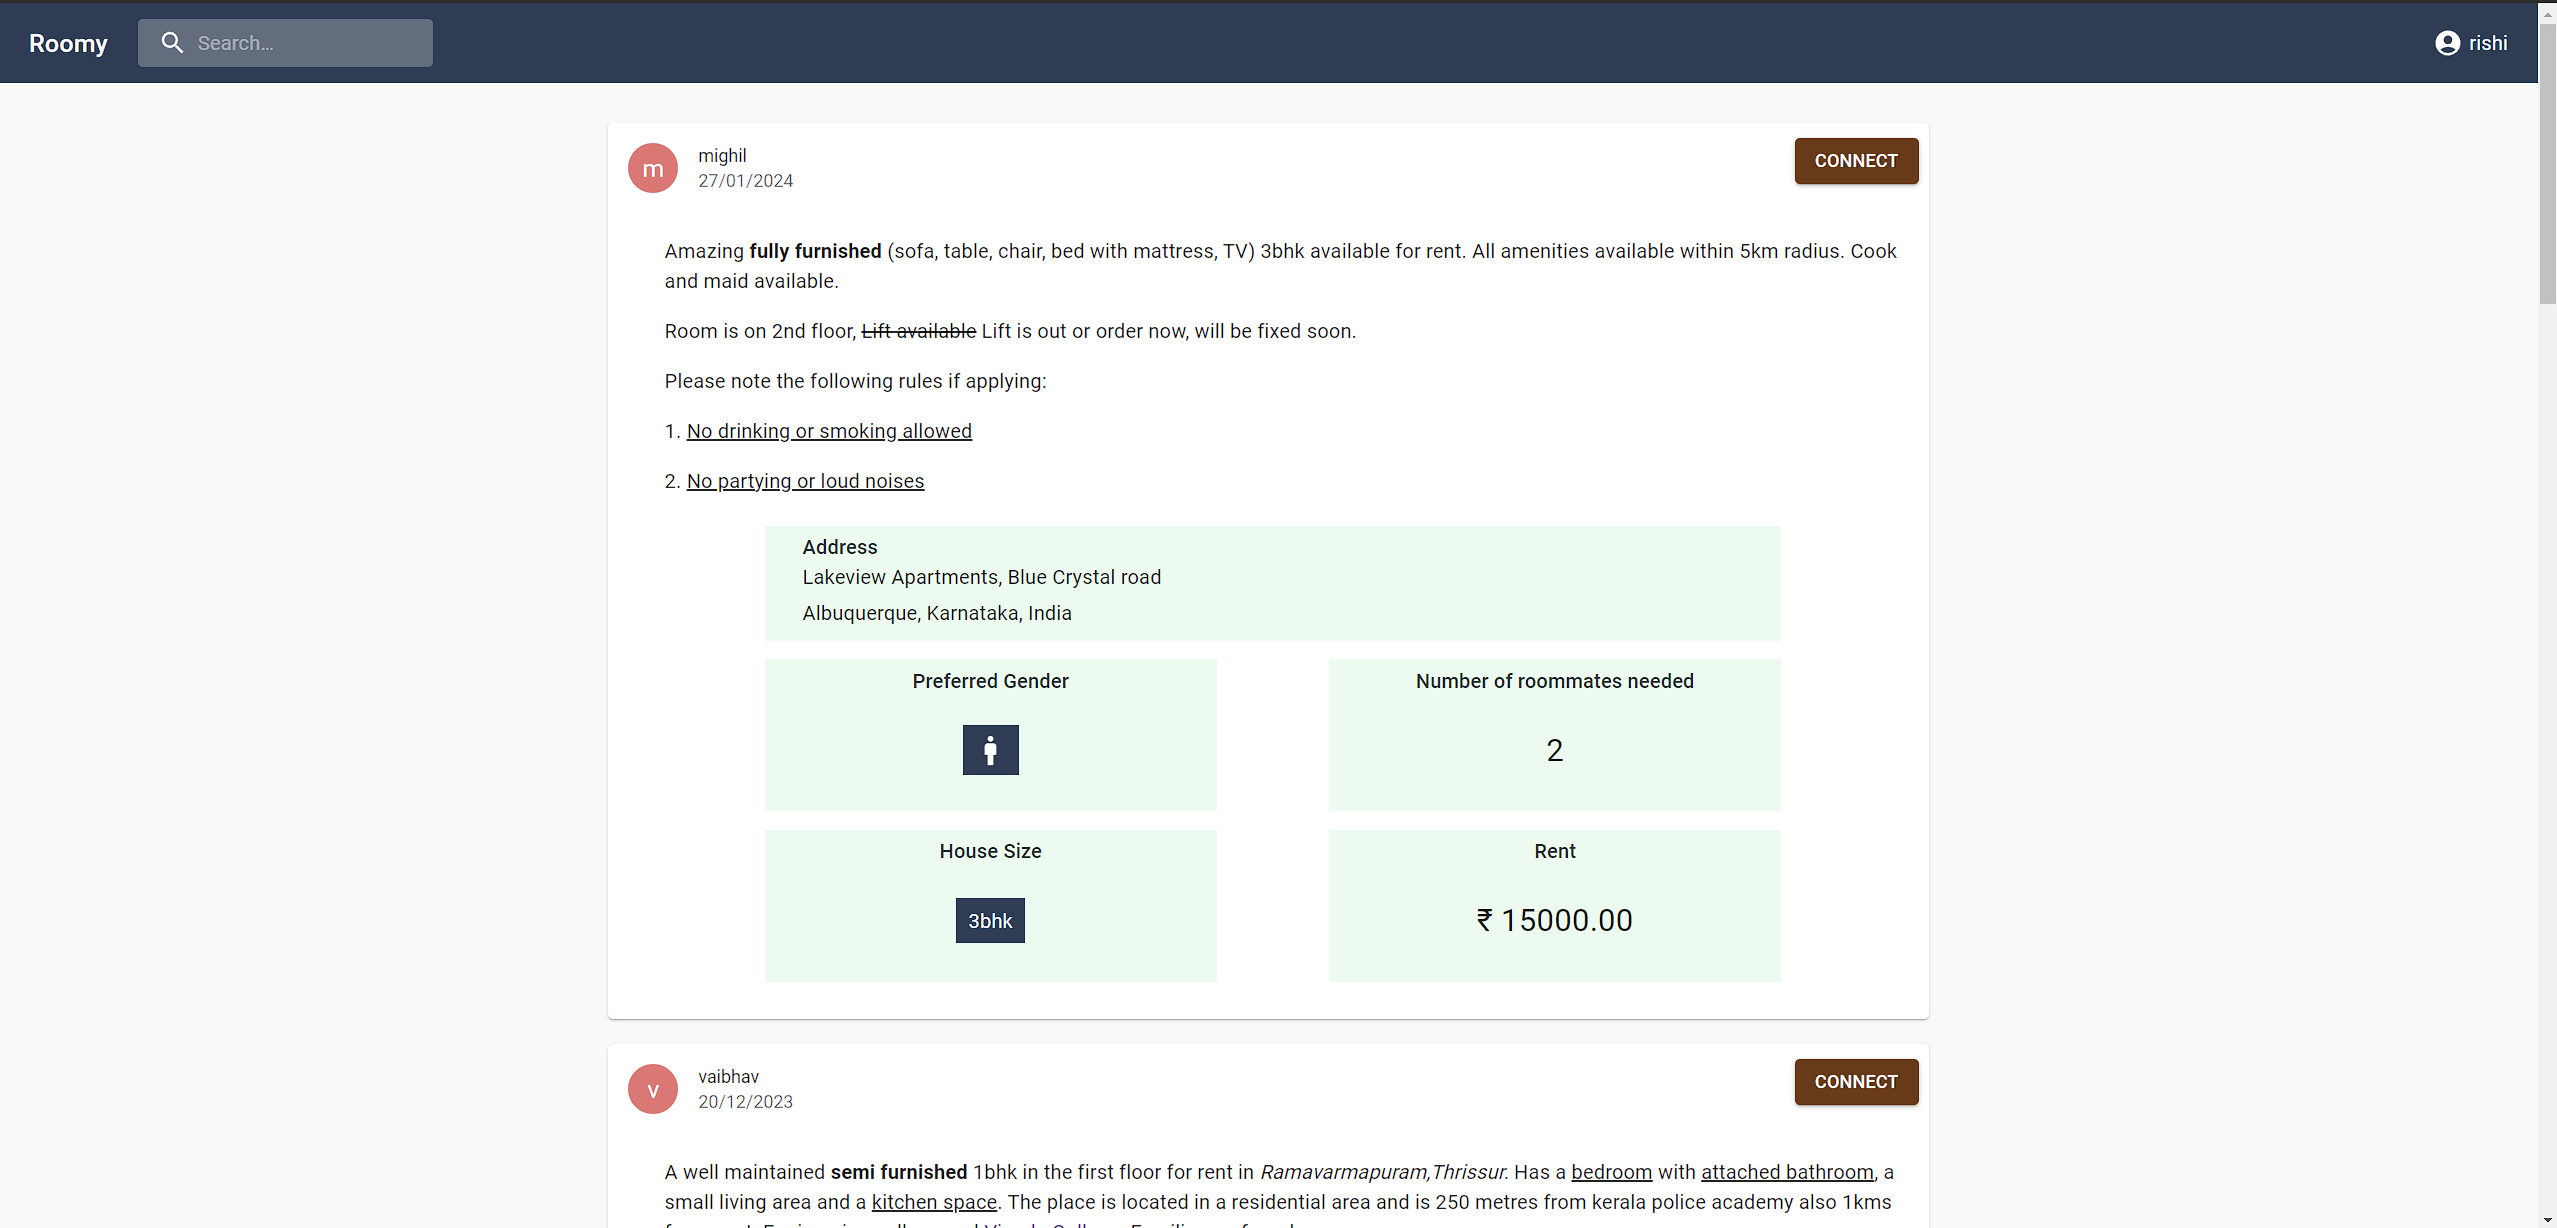 Roomy
Search...
rishi
m
mighil
27/01/2024
CONNECT
Amazing fully furnished (sofa, table, chair, bed with mattress, TV) 3bhk available for rent. All amenities available within 5km radius. Cook
and maid available.
Room is on 2nd floor, Lift available Lift is out or order now, will be fixed soon.
Please note the following rules if applying:
1. No drinking or smoking allowed
2. No partying or loud noises
Address
Lakeview Apartments, Blue Crystal road
Albuquerque, Karnataka, India
Preferred Gender
Number of roommates needed
2
House Size
Rent
3bhk
₹ 15000.00
v
vaibhav
20/12/2023
CONNECT
A well maintained semi furnished 1bhk in the first floor for rent in Ramavarmapuram,Thrissur. Has a bedroom with attached bathroom, a
small living area and a kitchen space. The place is located in a residential area and is 250 metres from kerala police academy also 1kms